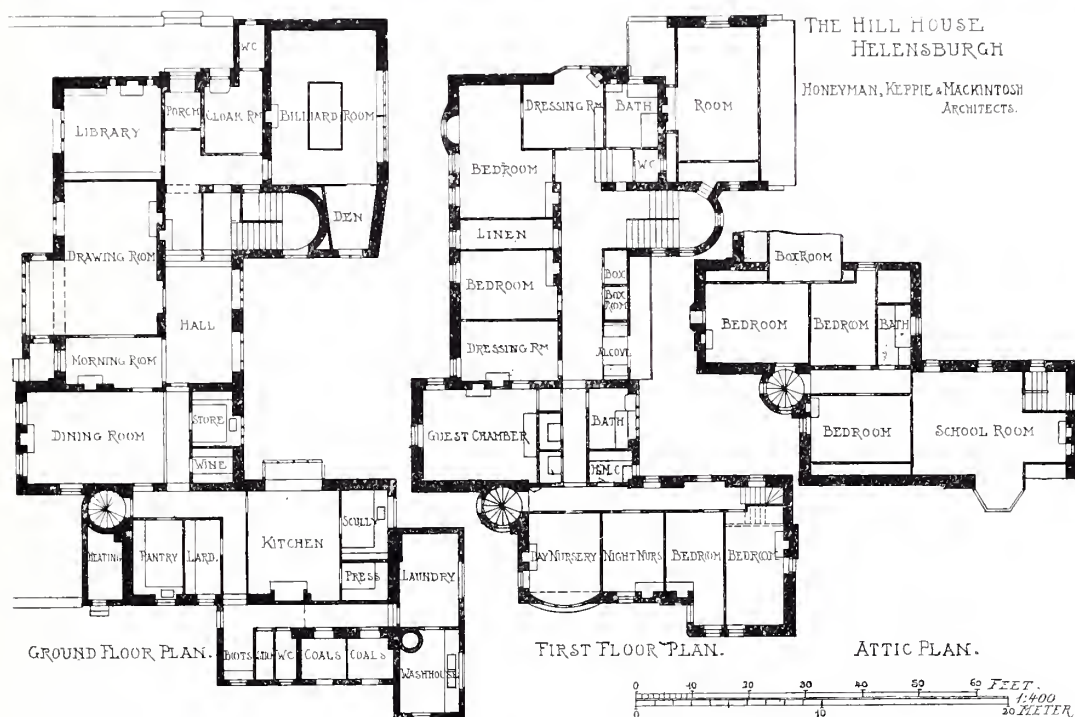 THE HILL HOUSE
HELENSBURGH
HONEYMAN, KEPPIE & MACKINTOSH
ARCHITECTS.
WC
PORCH
CLOAK RM
BILLIARD ROOM
LIBRARY
DEN
DRAWING ROOM
HALL
MORNING ROOM
DINING ROOM
STORE
WINE
KITCHEN
SCULLY
HEATING
PANTRY
LARD.
PRESS
LAUNDRY
BOOTS
WC
COALS
COALS
WASHHOUSE
GROUND FLOOR PLAN.
DRESSING RM
BATH
ROOM
WC
BEDROOM
LINEN
BEDROOM
BOX
BOX
ROOM
DRESSING RM
ALCOVE
GUEST CHAMBER
BATH
H.M.C
DAY NURSERY
NIGHT NURS
BEDROOM
BEDROOM
FIRST FLOOR PLAN.
BOXROOM
BEDROOM
BEDROOM
BATH
BEDROOM
SCHOOL ROOM
ATTIC PLAN.
0 10 20 30 40 50 60 FEET.
1:400
0 10 20 METER